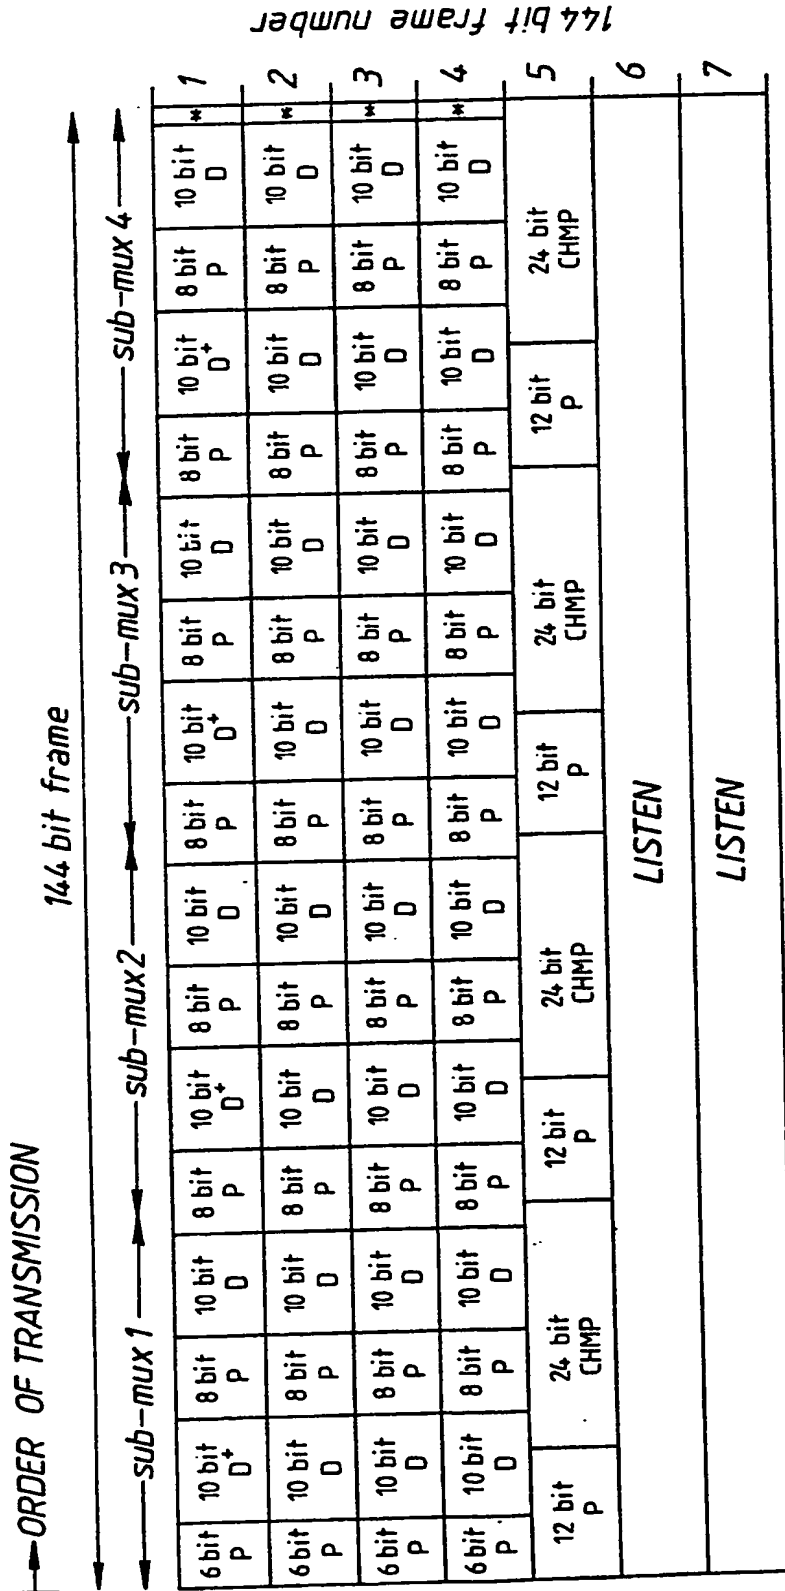 ORDER OF TRANSMISSION
144 bit frame
sub-mux 1 sub-mux 2 sub-mux 3 sub-mux 4
144 bit frame number
6 bit 10 bit 8 bit 10 bit 8 bit 10 bit 8 bit 10 bit 8 bit 10 bit 8 bit 10 bit 8 bit 10 bit 8 bit 10 bit * 1
P D+ P D P D+ P D P D+ P D P D+ P D
6 bit 10 bit 8 bit 10 bit 8 bit 10 bit 8 bit 10 bit 8 bit 10 bit 8 bit 10 bit 8 bit 10 bit 8 bit 10 bit * 2
P D P D P D P D P D P D P D P D
6 bit 10 bit 8 bit 10 bit 8 bit 10 bit 8 bit 10 bit 8 bit 10 bit 8 bit 10 bit 8 bit 10 bit 8 bit 10 bit * 3
P D P D P D P D P D P D P D P D
6 bit 10 bit 8 bit 10 bit 8 bit 10 bit 8 bit 10 bit 8 bit 10 bit 8 bit 10 bit 8 bit 10 bit 8 bit 10 bit * 4
P D P D P D P D P D P D P D P D
12 bit 24 bit 12 bit 24 bit 12 bit 24 bit 12 bit 24 bit 5
P CHMP P CHMP P CHMP P CHMP
LISTEN 6
LISTEN 7